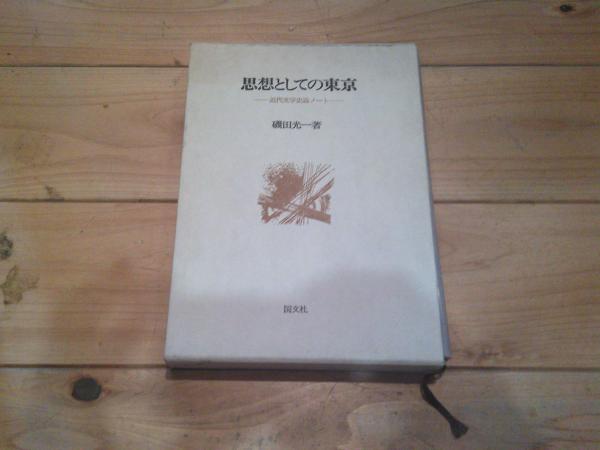 思想としての東京
―近代文学史論ノート―
磯田光一著
国文社